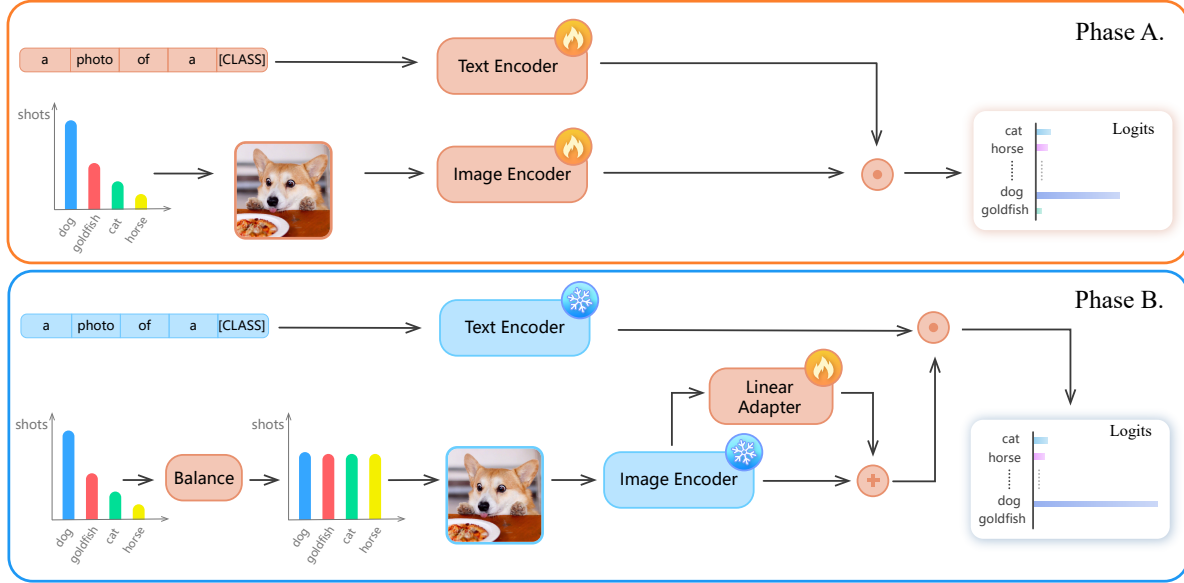 Phase A.
a photo of a [CLASS]
Text Encoder
shots
dog
goldfish
cat
horse
Image Encoder
Logits
cat
horse
dog
goldfish
Phase B.
a photo of a [CLASS]
Text Encoder
Linear
Adapter
shots
dog
goldfish
cat
horse
Balance
shots
dog
goldfish
cat
horse
Image Encoder
Logits
cat
horse
dog
goldfish